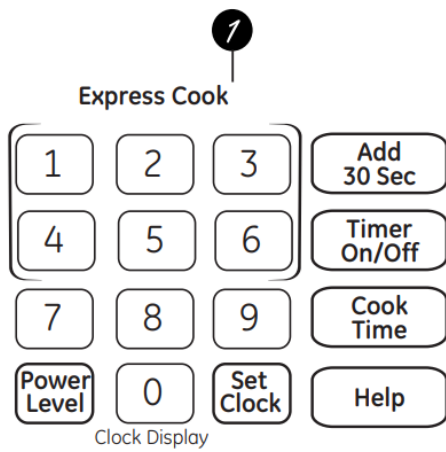 1
Express Cook
1 2 3 Add
30 Sec
4 5 6 Timer
On/Off
7 8 9 Cook
Time
Power
Level 0 Set
Clock Help
Clock Display